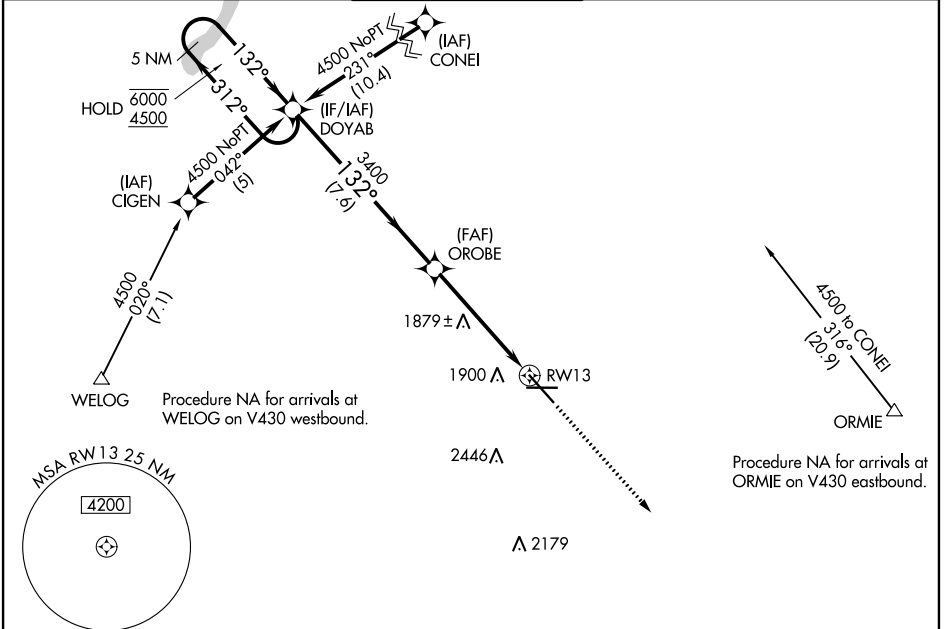 5 NM
132°
312°
HOLD 6000
4500
4500 NoPT
231°
(10.4)
(IAF)
CONEI
(IF/IAF)
DOYAB
4500 NoPT
042°
(5)
(IAF)
CIGEN
3400
132°
(7.6)
(FAF)
OROBE
4500
020°
(7.1)
WELOG
Procedure NA for arrivals at
WELOG on V430 westbound.
1879±
1900
RW13
2446
2179
4500 to CONEI
316°
(20.9)
ORMIE
Procedure NA for arrivals at
ORMIE on V430 eastbound.
MSA RW13 25 NM
4200